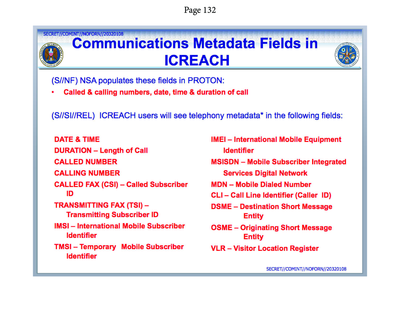 Page 132
SECRET//COMINT//NOFORN//20320108
Communications Metadata Fields in
ICREACH
(S//NF) NSA populates these fields in PROTON:
• Called & calling numbers, date, time & duration of call
(S//SI//REL) ICREACH users will see telephony metadata* in the following fields:
DATE & TIME
DURATION – Length of Call
CALLED NUMBER
CALLING NUMBER
CALLED FAX (CSI) – Called Subscriber
ID
TRANSMITTING FAX (TSI) –
Transmitting Subscriber ID
IMSI – International Mobile Subscriber
Identifier
TMSI – Temporary Mobile Subscriber
Identifier
IMEI – International Mobile Equipment
Identifier
MSISDN – Mobile Subscriber Integrated
Services Digital Network
MDN – Mobile Dialed Number
CLI – Call Line Identifier (Caller ID)
DSME – Destination Short Message
Entity
OSME – Originating Short Message
Entity
VLR – Visitor Location Register
SECRET//COMINT//NOFORN//20320108